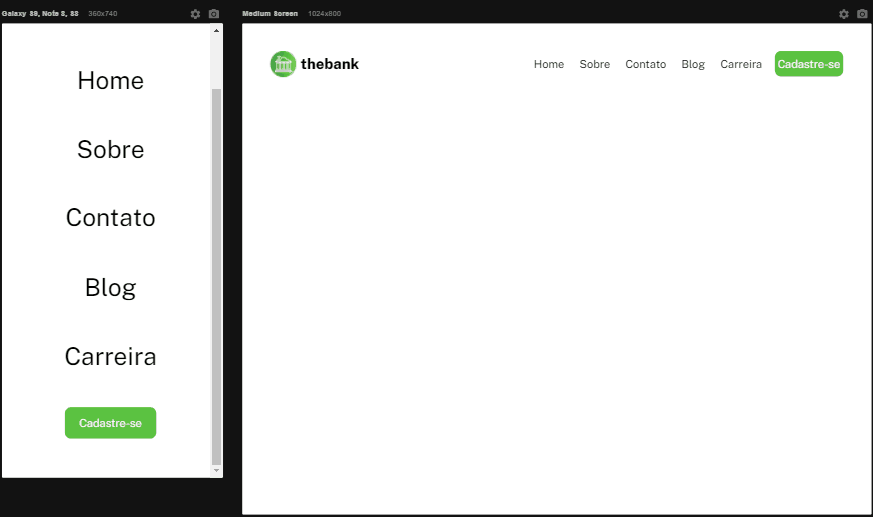 Galaxy S9, Note 8, S8 360x740
Home
Sobre
Contato
Blog
Carreira
Cadastre-se
Medium Screen 1024x800
thebank
Home Sobre Contato Blog Carreira Cadastre-se